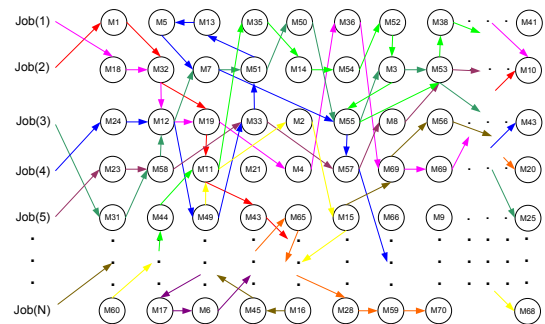 Job(1) M1 M5 M13 M35 M50 M36 M52 M38 M41
Job(2) M18 M32 M7 M51 M14 M54 M3 M53 M10
Job(3) M24 M12 M19 M33 M2 M55 M8 M56 M43
Job(4) M23 M58 M11 M21 M4 M57 M69 M69 M20
Job(5) M31 M44 M49 M43 M65 M15 M66 M9 M25
Job(N) M60 M17 M6 M45 M16 M28 M59 M70 M68